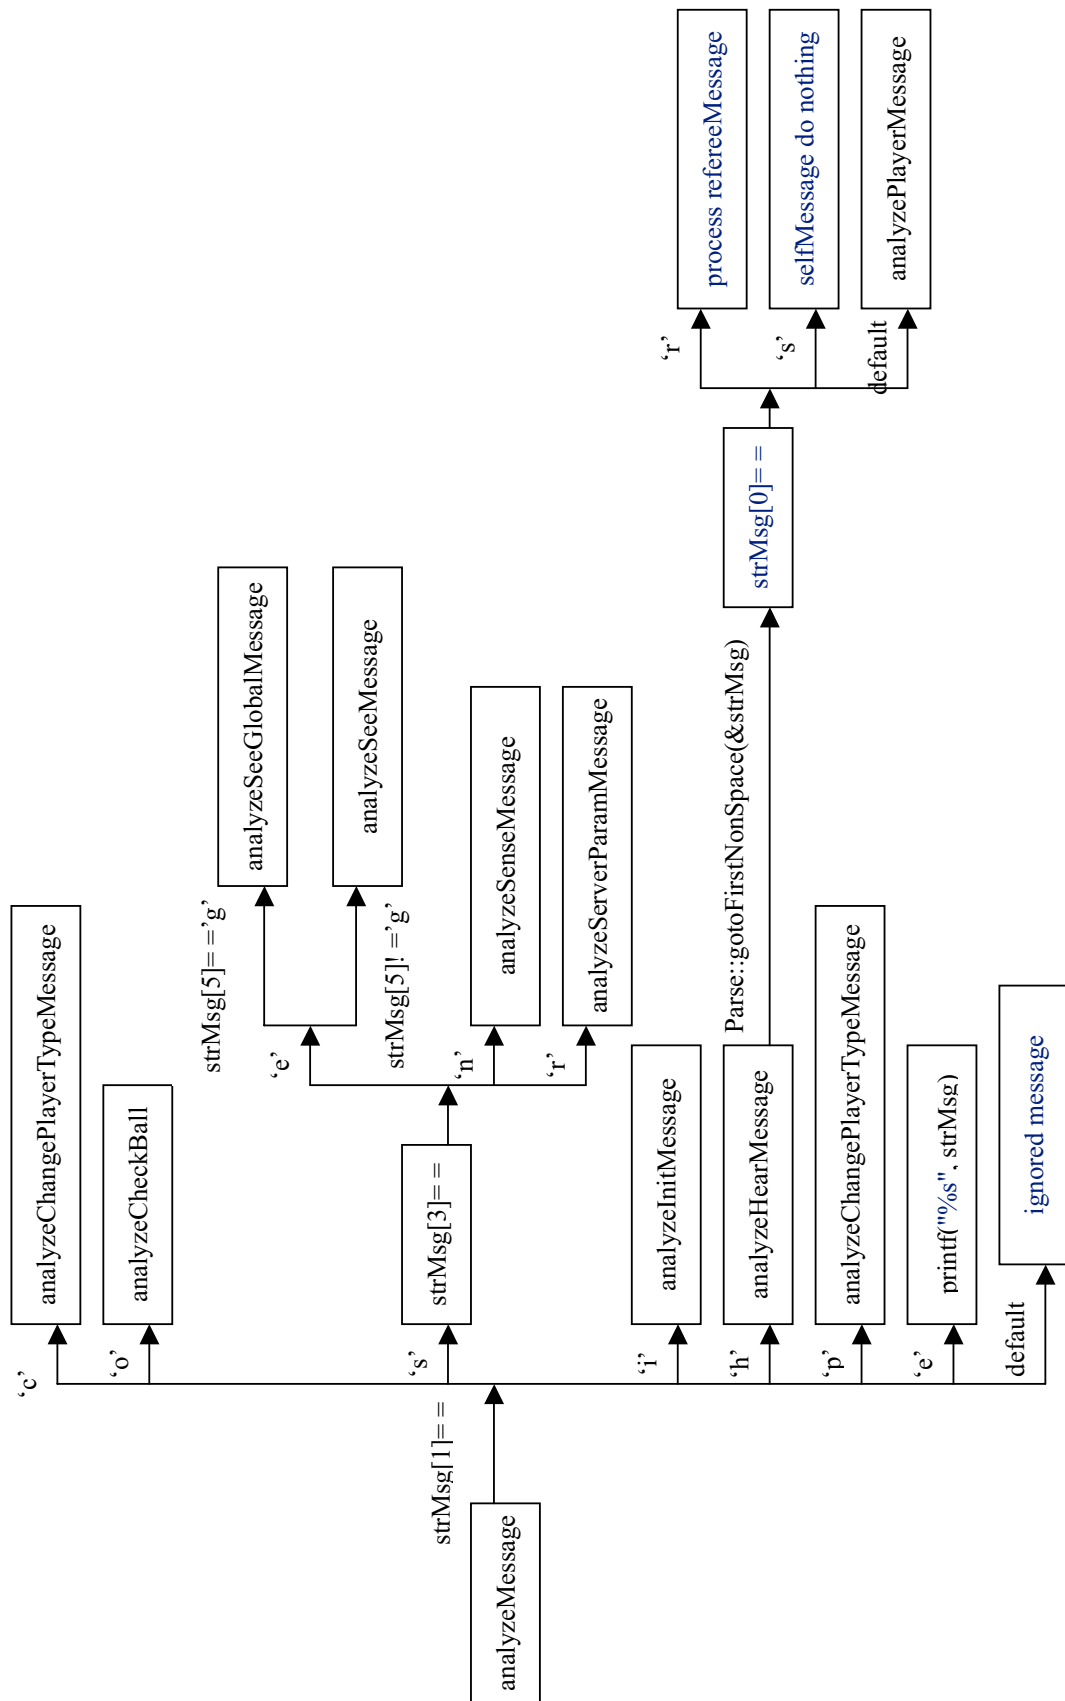 analyzeMessage
strMsg[1]= =
‘c’
analyzeChangePlayerTypeMessage
‘o’
analyzeCheckBall
‘s’
strMsg[3]= =
‘e’
strMsg[5]= =’g’
analyzeSeeGlobalMessage
strMsg[5]! =’g’
analyzeSeeMessage
‘n’
analyzeSenseMessage
‘r’
analyzeServerParamMessage
‘i’
analyzeInitMessage
‘h’
analyzeHearMessage
Parse::gotoFirstNonSpace(&strMsg)
strMsg[0]= =
‘r’
process refereeMessage
‘s’
selfMessage do nothing
default
analyzePlayerMessage
‘p’
analyzeChangePlayerTypeMessage
‘e’
printf("%s", strMsg)
default
ignored message